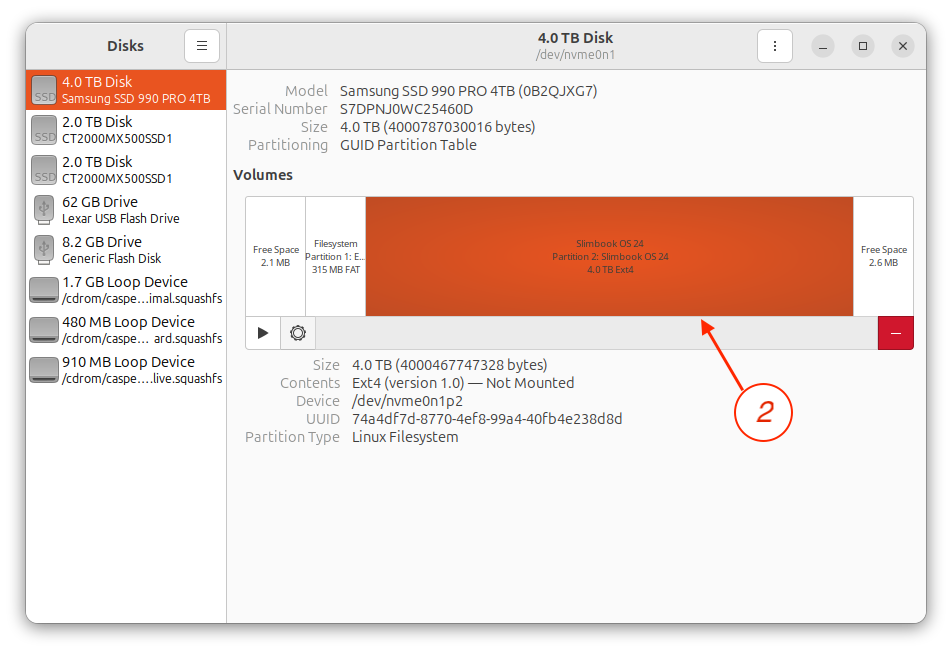 Disks
4.0 TB Disk
/dev/nvme0n1
4.0 TB Disk
Samsung SSD 990 PRO 4TB
SSD
2.0 TB Disk
CT2000MX500SSD1
SSD
2.0 TB Disk
CT2000MX500SSD1
SSD
62 GB Drive
Lexar USB Flash Drive
8.2 GB Drive
Generic Flash Disk
1.7 GB Loop Device
/cdrom/caspe...imal.squashfs
480 MB Loop Device
/cdrom/caspe... ard.squashfs
910 MB Loop Device
/cdrom/caspe....live.squashfs
Model Samsung SSD 990 PRO 4TB (0B2QJXG7)
Serial Number S7DPNJ0WC25460D
Size 4.0 TB (4000787030016 bytes)
Partitioning GUID Partition Table
Volumes
Free Space
2.1 MB
Filesystem
Partition 1: E...
315 MB FAT
Slimbook OS 24
Partition 2: Slimbook OS 24
4.0 TB Ext4
Free Space
2.6 MB
Size 4.0 TB (4000467747328 bytes)
Contents Ext4 (version 1.0) — Not Mounted
Device /dev/nvme0n1p2
UUID 74a4df7d-8770-4ef8-99a4-40fb4e238d8d
Partition Type Linux Filesystem
2